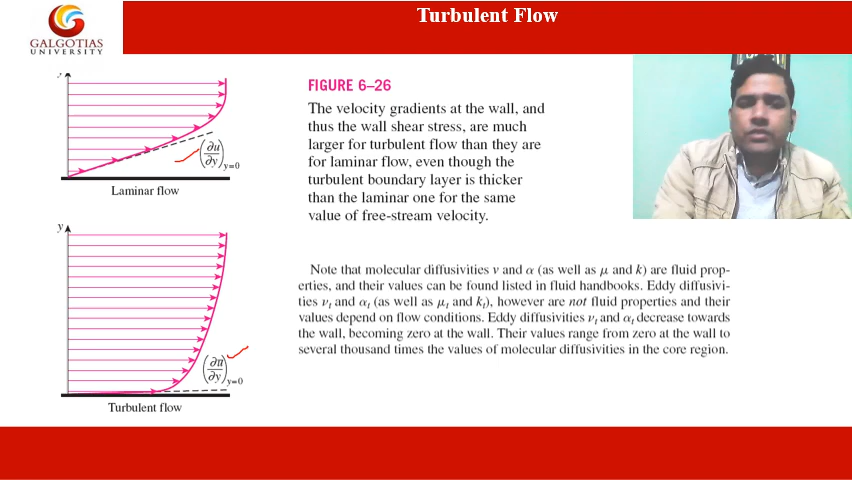 Turbulent Flow
GALGOTIAS
UNIVERSITY
y
(∂u/∂y)y=0
Laminar flow
y
(∂ū/∂y)y=0
Turbulent flow
FIGURE 6–26
The velocity gradients at the wall, and
thus the wall shear stress, are much
larger for turbulent flow than they are
for laminar flow, even though the
turbulent boundary layer is thicker
than the laminar one for the same
value of free-stream velocity.
Note that molecular diffusivities ν and α (as well as μ and k) are fluid prop-
erties, and their values can be found listed in fluid handbooks. Eddy diffusivi-
ties νt and αt (as well as μt and kt), however are not fluid properties and their
values depend on flow conditions. Eddy diffusivities νt and αt decrease towards
the wall, becoming zero at the wall. Their values range from zero at the wall to
several thousand times the values of molecular diffusivities in the core region.